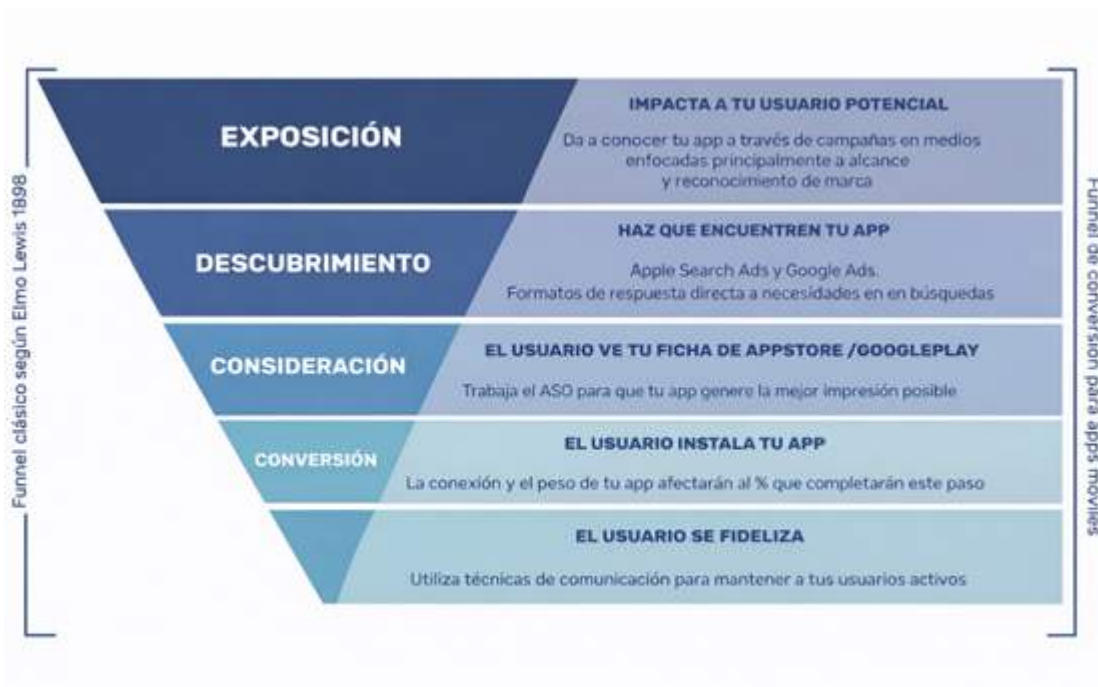 Funnel clásico según Elmo Lewis 1898
EXPOSICIÓN
IMPACTA A TU USUARIO POTENCIAL
Da a conocer tu app a través de campañas en medios
enfocadas principalmente a alcance
y reconocimiento de marca
DESCUBRIMIENTO
HAZ QUE ENCUENTREN TU APP
Apple Search Ads y Google Ads.
Formatos de respuesta directa a necesidades en en búsquedas
CONSIDERACIÓN
EL USUARIO VE TU FICHA DE APPSTORE /GOOGLEPLAY
Trabaja el ASO para que tu app genere la mejor impresión posible
CONVERSIÓN
EL USUARIO INSTALA TU APP
La conexión y el peso de tu app afectarán al % que completarán este paso
EL USUARIO SE FIDELIZA
Utiliza técnicas de comunicación para mantener a tus usuarios activos
Funnel de conversión para apps móviles